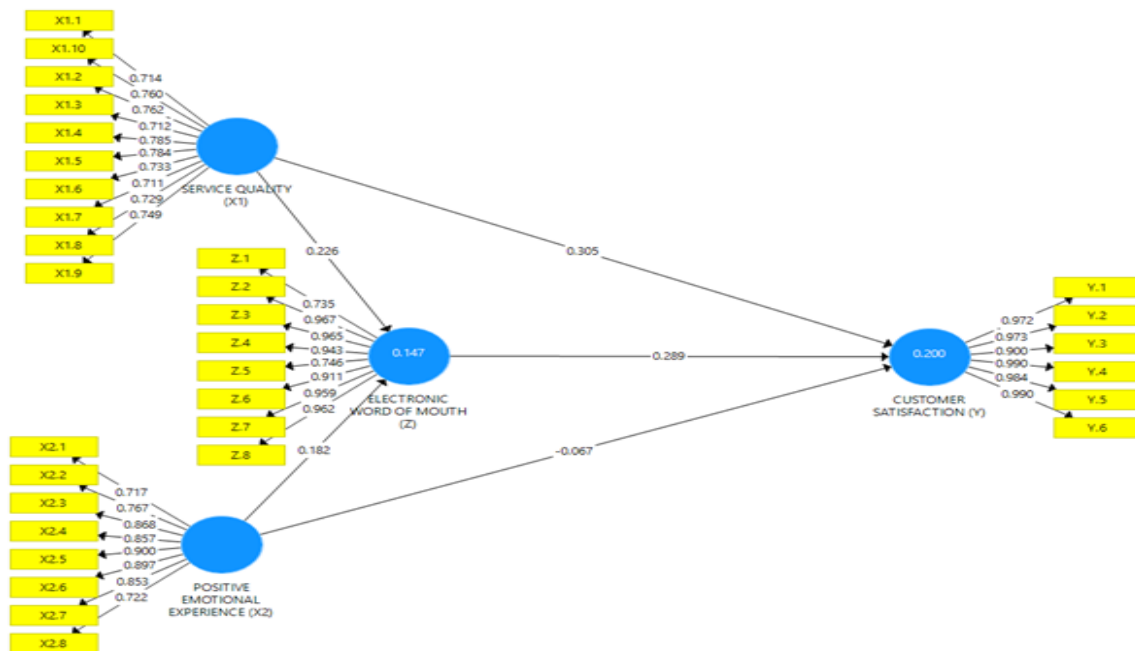 X1.1
X1.10
X1.2
X1.3
X1.4
X1.5
X1.6
X1.7
X1.8
X1.9
0.714
0.760
0.762
0.712
0.785
0.784
0.733
0.711
0.729
0.749
SERVICE QUALITY
(X1)
0.226
0.305
Z.1
Z.2
Z.3
Z.4
Z.5
Z.6
Z.7
Z.8
0.735
0.967
0.965
0.943
0.746
0.911
0.959
0.962
0.147
ELECTRONIC
WORD OF MOUTH
(Z)
0.289
0.182
-0.067
0.200
CUSTOMER
SATISFACTION (Y)
0.972
0.973
0.900
0.990
0.984
0.990
Y.1
Y.2
Y.3
Y.4
Y.5
Y.6
X2.1
X2.2
X2.3
X2.4
X2.5
X2.6
X2.7
X2.8
0.717
0.767
0.868
0.857
0.900
0.897
0.853
0.722
POSITIVE
EMOTIONAL
EXPERIENCE (X2)